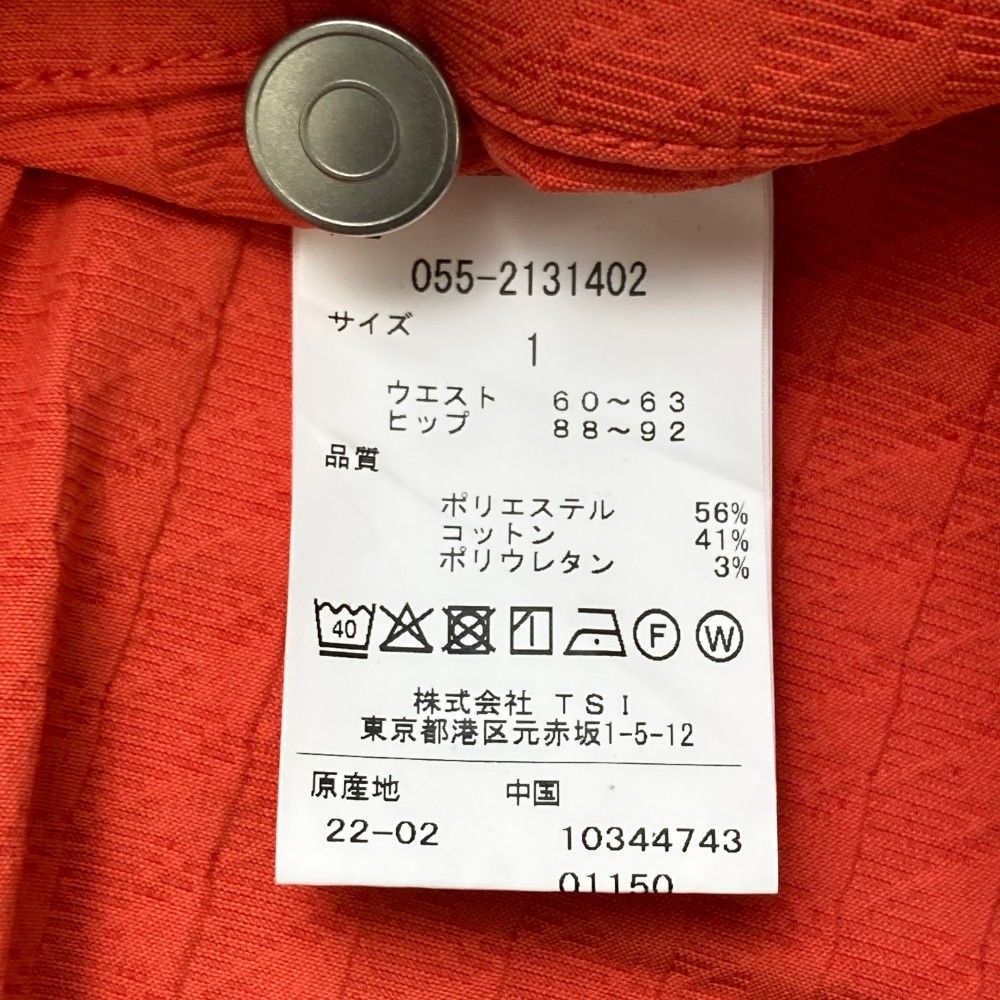 055-2131402
サイズ
1
ウエスト 60～63
ヒップ 88～92
品質
ポリエステル 56%
コットン 41%
ポリウレタン 3%
40 F W
株式会社 TSI
東京都港区元赤坂1-5-12
原産地 中国
22-02 10344743
01150